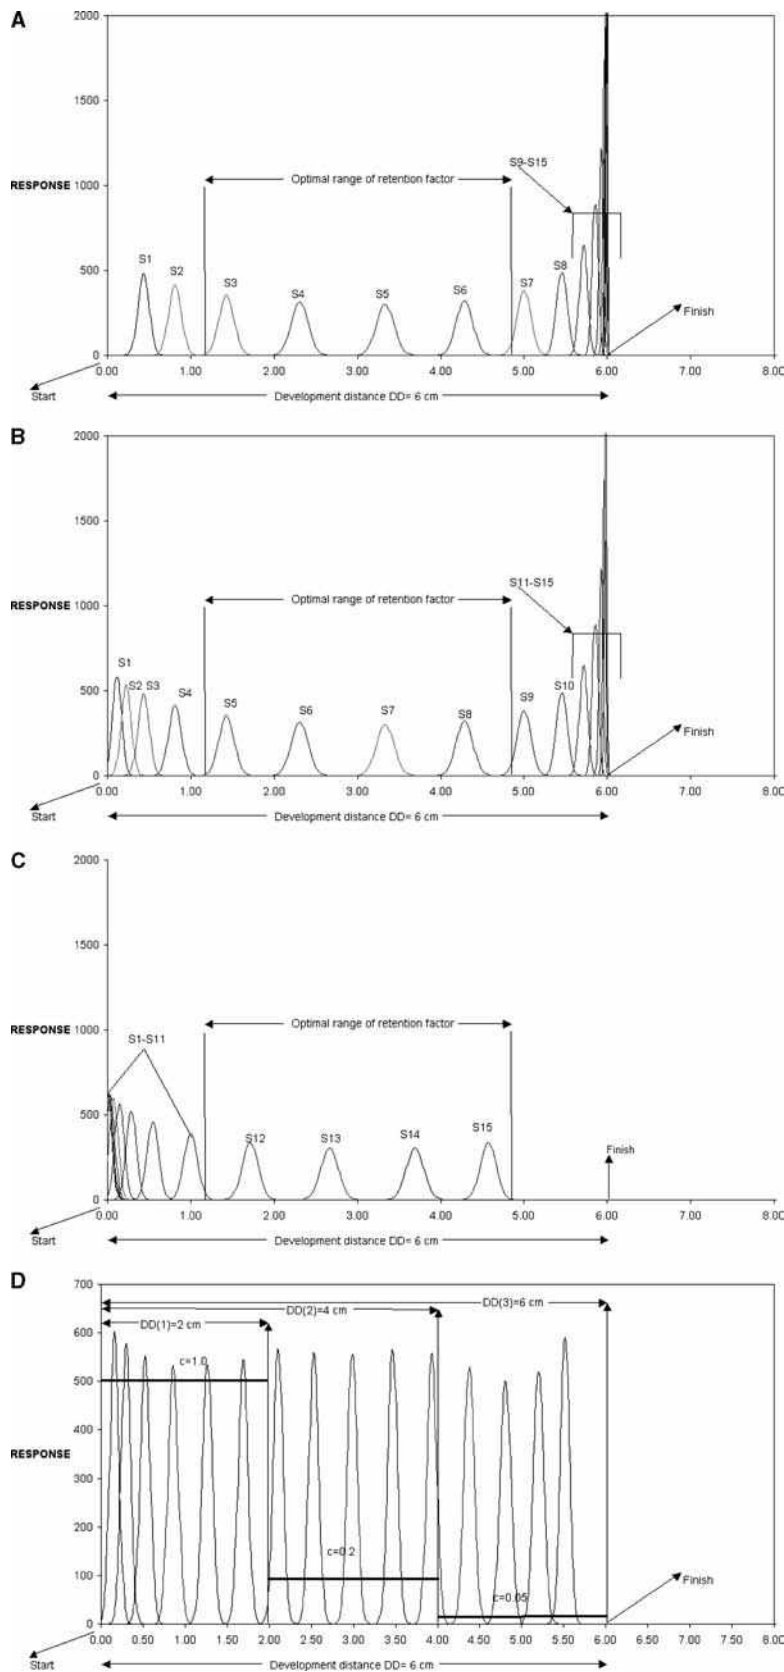 A
2000
1500
S9-S15
RESPONSE
1000
Optimal range of retention factor
500
S1
S2
S3
S4
S5
S6
S7
S8
Finish
0
0.00 1.00 2.00 3.00 4.00 5.00 6.00 7.00 8.00
Start
Development distance DD= 6 cm
B
2000
1500
S11-S15
RESPONSE
1000
Optimal range of retention factor
S1
S2
S3
S4
500
S5
S6
S7
S8
S9
S10
Finish
0
0.00 1.00 2.00 3.00 4.00 5.00 6.00 7.00 8.00
Start
Development distance DD= 6 cm
C
2000
1500
RESPONSE
1000
S1-S11
Optimal range of retention factor
500
S12
S13
S14
S15
Finish
0
0.00 1.00 2.00 3.00 4.00 5.00 6.00 7.00 8.00
Start
Development distance DD= 6 cm
D
700
DD(3)=6 cm
DD(2)=4 cm
DD(1)=2 cm
600
c=1.0
500
400
RESPONSE
300
200
c=0.2
100
c=0.05
Finish
0
0.00 0.50 1.00 1.50 2.00 2.50 3.00 3.50 4.00 4.50 5.00 5.50 6.00 6.50 7.00 7.50 8.00
Start
Development distance DD= 6 cm